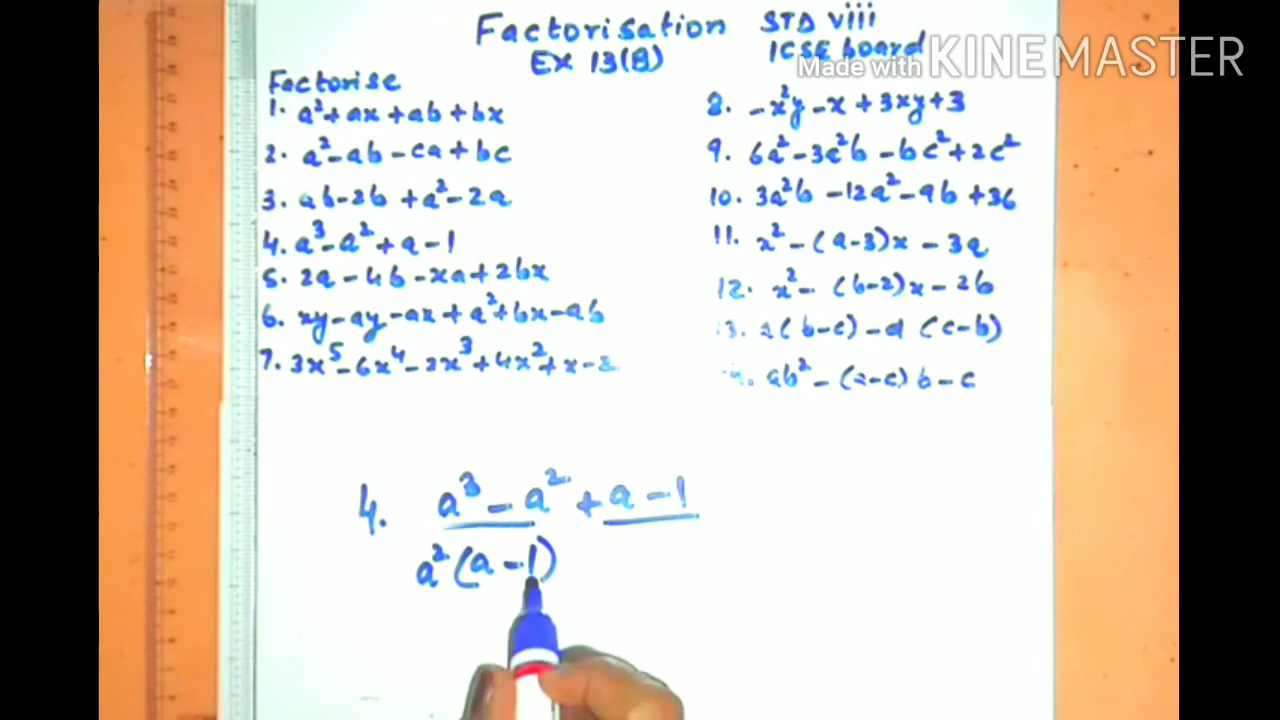 Factorisation STD viii
EX 13(B) ICSE board
Made with KINEMASTER
Factorise
1. a²+ax+ab+bx
2. a²-ab-ca+bc
3. ab-2b+a²-2a
4. a³-a²+a-1
5. 2a-4b-xa+2bx
6. xy-ay-ax+a²+bx-ab
7. 3x⁵-6x⁴-2x³+4x²+x-2
8. -x²y-x+3xy+3
9. 6a²-3a²b-bc²+2c²
10. 3a²b-12a²-9b+36
11. x²-(a-3)x-3a
12. x²-(b-2)x-2b
3. a(b-c)-d(c-b)
ab²-(a-c)b-c
4. a³-a²+a-1
a²(a-1)